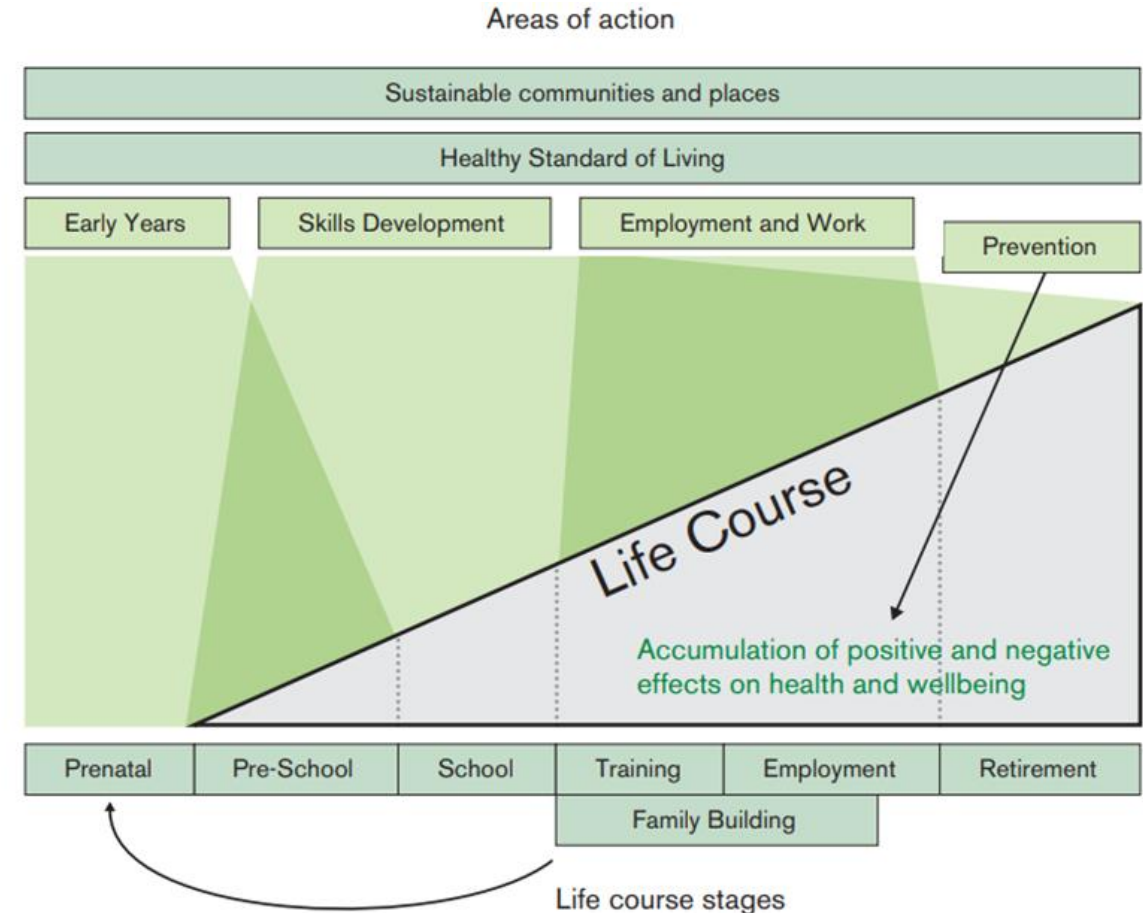 Areas of action
Sustainable communities and places
Healthy Standard of Living
Early Years
Skills Development
Employment and Work
Prevention
Life Course
Accumulation of positive and negative
effects on health and wellbeing
Prenatal
Pre-School
School
Training
Employment
Retirement
Family Building
Life course stages